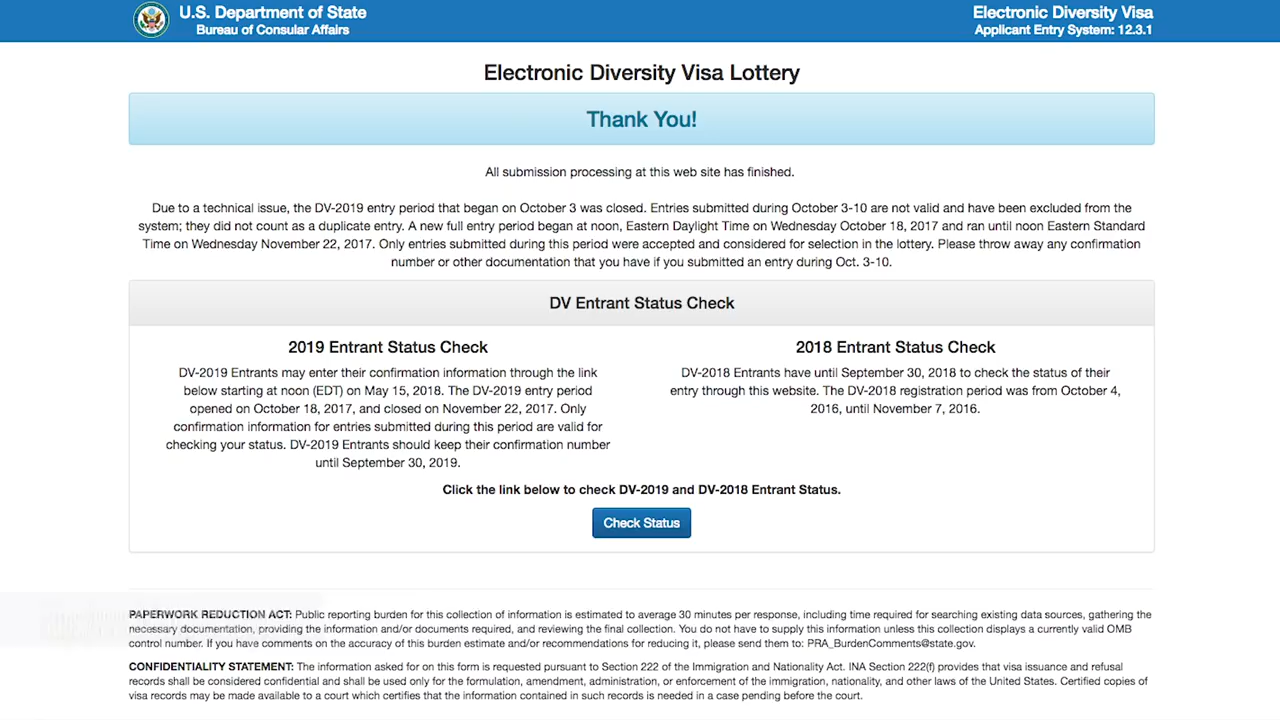 U.S. Department of State
Bureau of Consular Affairs
Electronic Diversity Visa
Applicant Entry System: 12.3.1
Electronic Diversity Visa Lottery
Thank You!
All submission processing at this web site has finished.
Due to a technical issue, the DV-2019 entry period that began on October 3 was closed. Entries submitted during October 3-10 are not valid and have been excluded from the
system; they did not count as a duplicate entry. A new full entry period began at noon, Eastern Daylight Time on Wednesday October 18, 2017 and ran until noon Eastern Standard
Time on Wednesday November 22, 2017. Only entries submitted during this period were accepted and considered for selection in the lottery. Please throw away any confirmation
number or other documentation that you have if you submitted an entry during Oct. 3-10.
DV Entrant Status Check
2019 Entrant Status Check
DV-2019 Entrants may enter their confirmation information through the link
below starting at noon (EDT) on May 15, 2018. The DV-2019 entry period
opened on October 18, 2017, and closed on November 22, 2017. Only
confirmation information for entries submitted during this period are valid for
checking your status. DV-2019 Entrants should keep their confirmation number
until September 30, 2019.
2018 Entrant Status Check
DV-2018 Entrants have until September 30, 2018 to check the status of their
entry through this website. The DV-2018 registration period was from October 4,
2016, until November 7, 2016.
Click the link below to check DV-2019 and DV-2018 Entrant Status.
Check Status
PAPERWORK REDUCTION ACT: Public reporting burden for this collection of information is estimated to average 30 minutes per response, including time required for searching existing data sources, gathering the
necessary documentation, providing the information and/or documents required, and reviewing the final collection. You do not have to supply this information unless this collection displays a currently valid OMB
control number. If you have comments on the accuracy of this burden estimate and/or recommendations for reducing it, please send them to: PRA_BurdenComments@state.gov.
CONFIDENTIALITY STATEMENT: The information asked for on this form is requested pursuant to Section 222 of the Immigration and Nationality Act. INA Section 222(f) provides that visa issuance and refusal
records shall be considered confidential and shall be used only for the formulation, amendment, administration, or enforcement of the immigration, nationality, and other laws of the United States. Certified copies of
visa records may be made available to a court which certifies that the information contained in such records is needed in a case pending before the court.